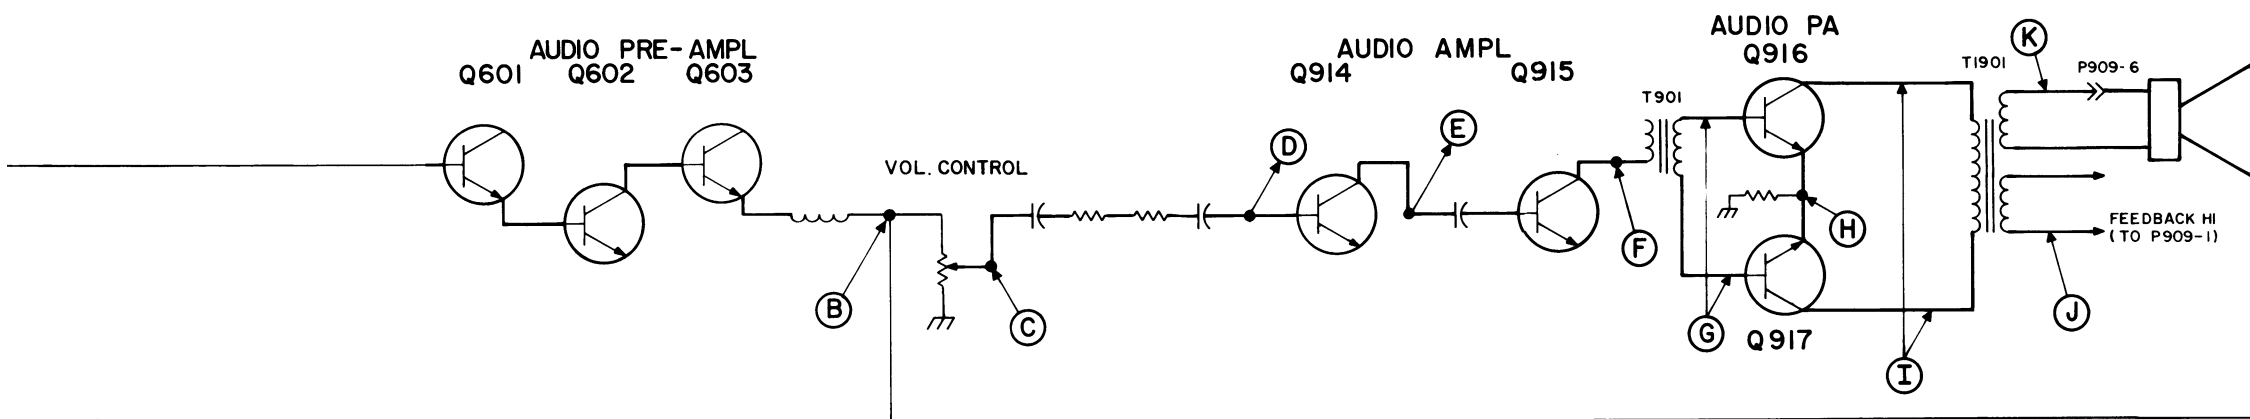 AUDIO PRE-AMPL
Q601 Q602 Q603
VOL. CONTROL
B
C
D
AUDIO AMPL
Q914 Q915
E
F
T901
G
AUDIO PA
Q916
H
Q917
I
T1901
K
P909-6
FEEDBACK HI
(TO P909-1)
J